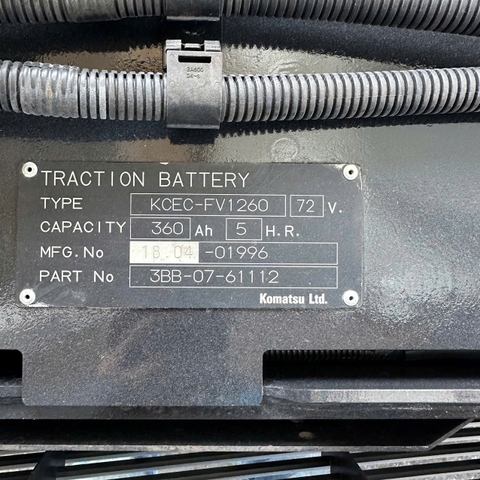 TRACTION BATTERY
TYPE KCEC-FV1260 72 V.
CAPACITY 360 Ah 5 H.R.
MFG.No 18.04 -01996
PART No 3BB-07-61112
Komatsu Ltd.